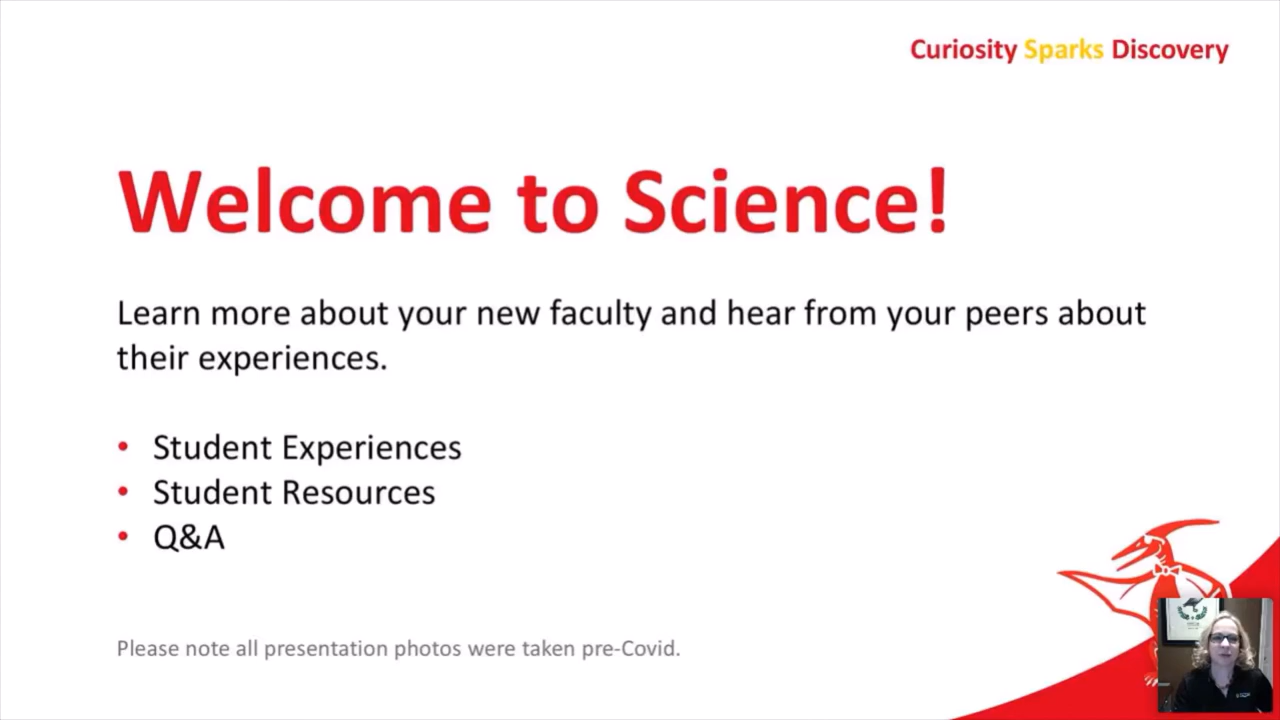 Curiosity Sparks Discovery
Welcome to Science!
Learn more about your new faculty and hear from your peers about
their experiences.
• Student Experiences
• Student Resources
• Q&A
Please note all presentation photos were taken pre-Covid.